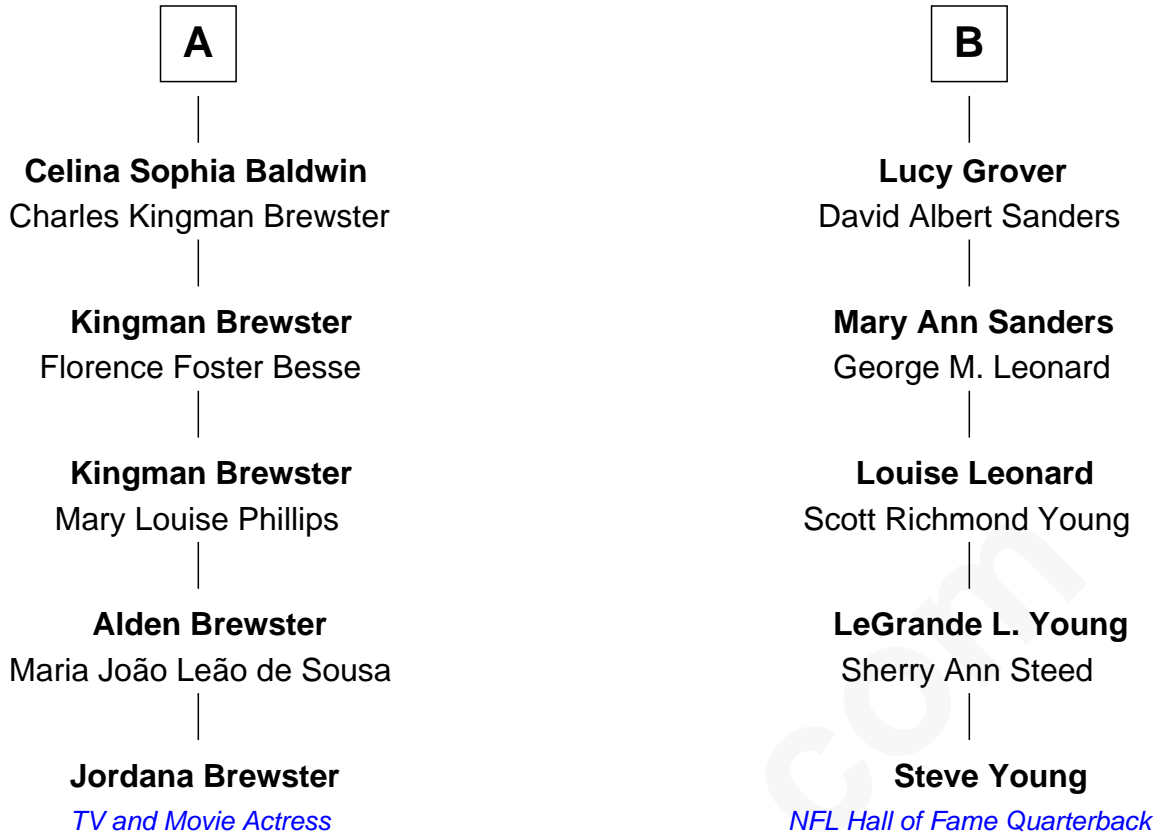 A
Celina Sophia Baldwin
Charles Kingman Brewster
Kingman Brewster
Florence Foster Besse
Kingman Brewster
Mary Louise Phillips
Alden Brewster
Maria João Leão de Sousa
Jordana Brewster
TV and Movie Actress
B
Lucy Grover
David Albert Sanders
Mary Ann Sanders
George M. Leonard
Louise Leonard
Scott Richmond Young
LeGrande L. Young
Sherry Ann Steed
Steve Young
NFL Hall of Fame Quarterback
com